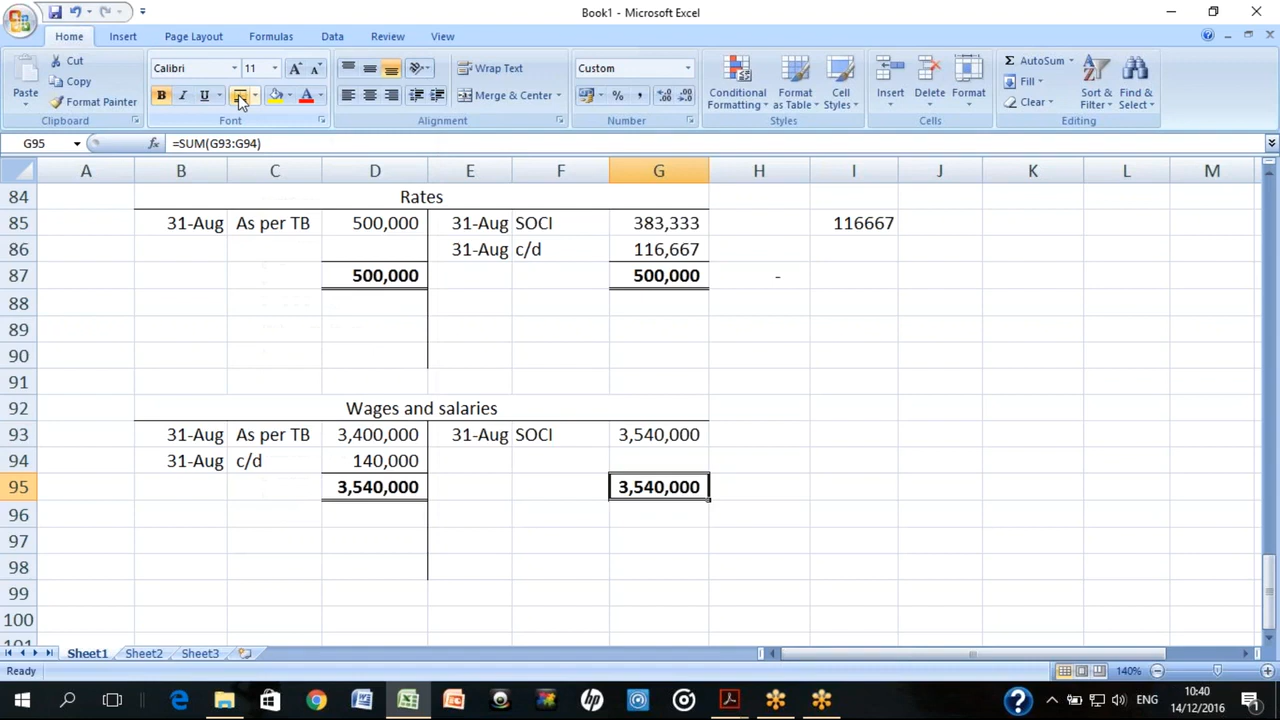 Book1 - Microsoft Excel
Home Insert Page Layout Formulas Data Review View
Paste Cut Copy Format Painter Clipboard
Calibri 11 A A B I U A Font
Wrap Text Merge & Center Alignment
Custom % , .0 .00 .00 .0 Number
Conditional Formatting Format as Table Cell Styles Styles
Insert Delete Format Cells
Σ AutoSum Fill Clear Sort & Filter Find & Select Editing
G95 fx =SUM(G93:G94)
A B C D E F G H I J K L M
84 Rates
85 31-Aug As per TB 500,000 31-Aug SOCI 383,333 116667
86 31-Aug c/d 116,667
87 500,000 500,000 -
88
89
90
91
92 Wages and salaries
93 31-Aug As per TB 3,400,000 31-Aug SOCI 3,540,000
94 31-Aug c/d 140,000
95 3,540,000 3,540,000
96
97
98
99
100
101
Sheet1 Sheet2 Sheet3
Ready 140%
ENG 10:40
14/12/2016